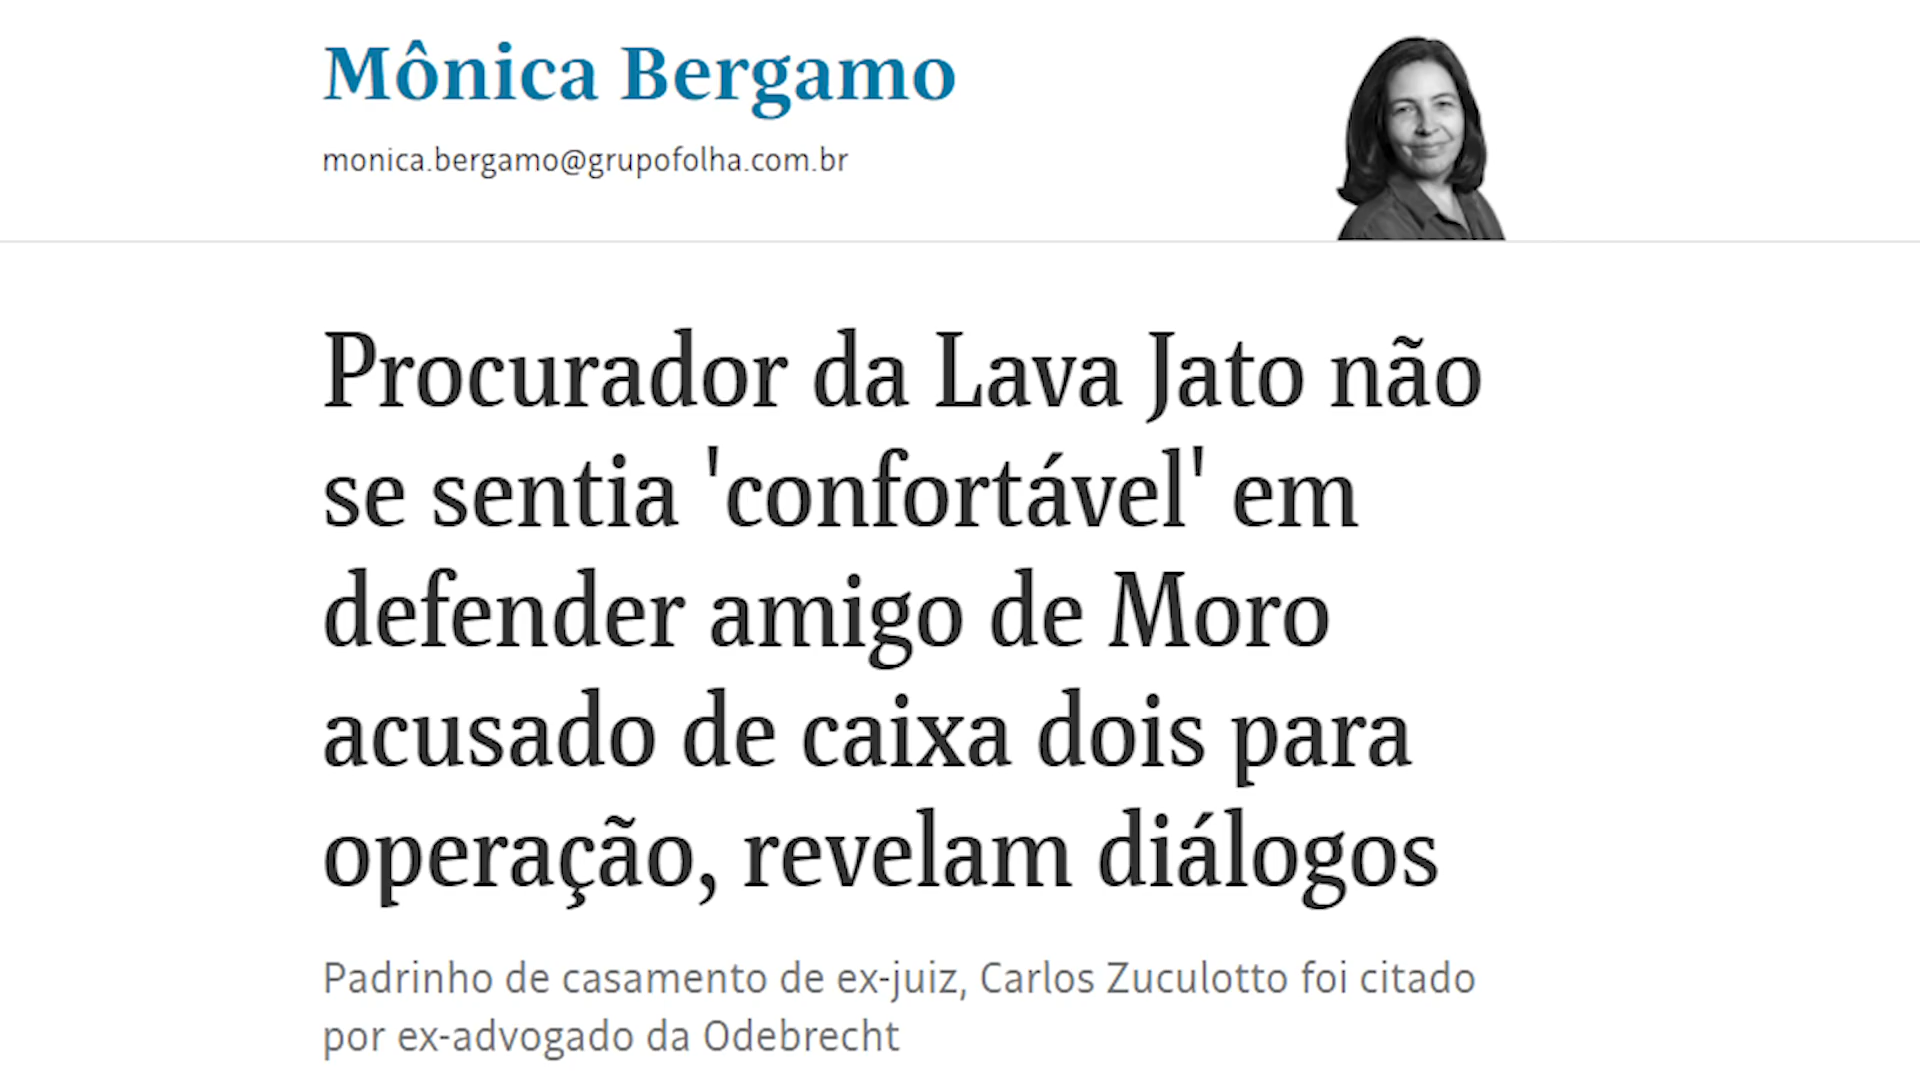 Mônica Bergamo
monica.bergamo@grupofolha.com.br
Procurador da Lava Jato não
se sentia 'confortável' em
defender amigo de Moro
acusado de caixa dois para
operação, revelam diálogos
Padrinho de casamento de ex-juiz, Carlos Zuculotto foi citado
por ex-advogado da Odebrecht